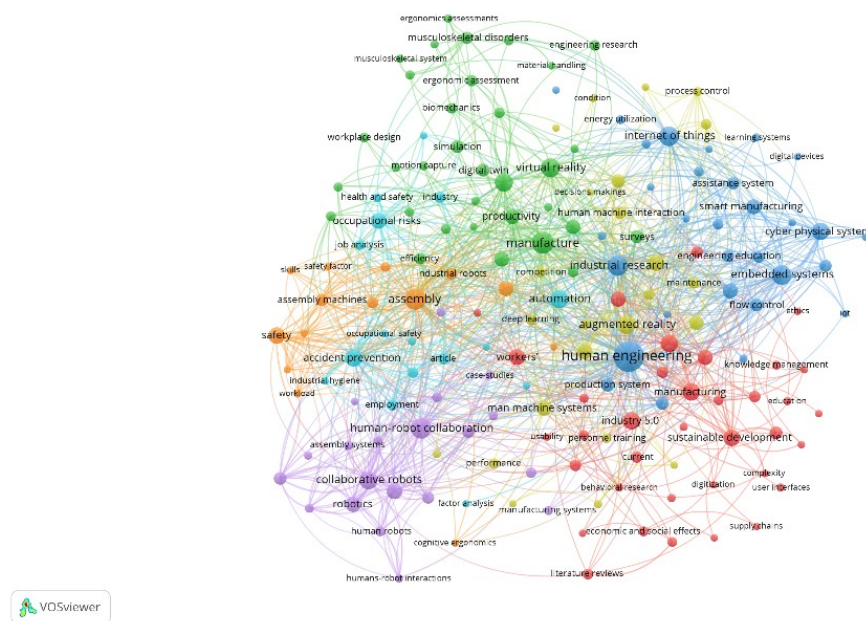 ergonomics assessments
musculoskeletal disorders
engineering research
musculoskeletal system
material handling
ergonomic assessment
process control
condition
biomechanics
energy utilization
internet of things
learning systems
workplace design
simulation
digital devices
motion capture
digital twin
virtual reality
assistance system
decisions makings
health and safety
industry
smart manufacturing
occupational risks
productivity
human machine interaction
cyber physical system
job analysis
manufacture
surveys
engineering education
efficiency
industrial research
skills
safety factor
industrial robots
competition
embedded systems
maintenance
assembly machines
assembly
automation
flow control
ethics
iot
deep learning
augmented reality
safety
occupational safety
accident prevention
article
workers'
human engineering
knowledge management
industrial hygiene
case-studies
production system
workload
manufacturing
education
employment
man machine systems
human-robot collaboration
industry 5.0
assembly systems
usability
personnel training
sustainable development
current
performance
complexity
collaborative robots
behavioral research
digitization
user interfaces
robotics
factor analysis
manufacturing systems
supply chains
human robots
economic and social effects
cognitive ergonomics
humans-robot interactions
literature reviews
VOSviewer